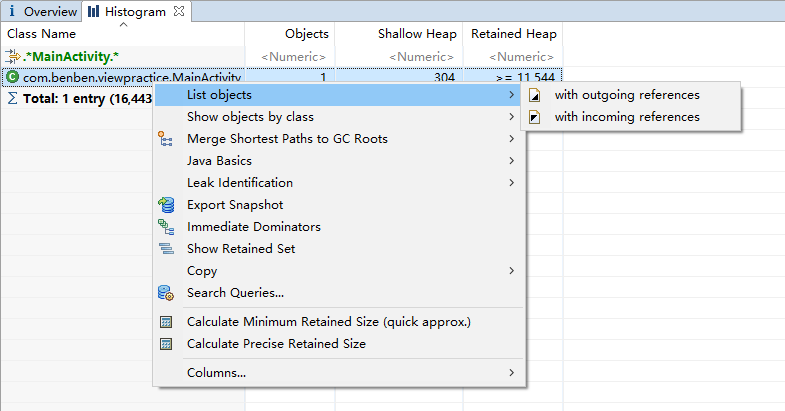 Overview Histogram
Class Name Objects Shallow Heap Retained Heap
.*MainActivity.* <Numeric> <Numeric> <Numeric>
com.benben.viewpractice.MainActivity 1 304 >= 11,544
Σ Total: 1 entry (16,443
List objects
Show objects by class
Merge Shortest Paths to GC Roots
Java Basics
Leak Identification
Export Snapshot
Immediate Dominators
Show Retained Set
Copy
Search Queries...
Calculate Minimum Retained Size (quick approx.)
Calculate Precise Retained Size
Columns...
with outgoing references
with incoming references